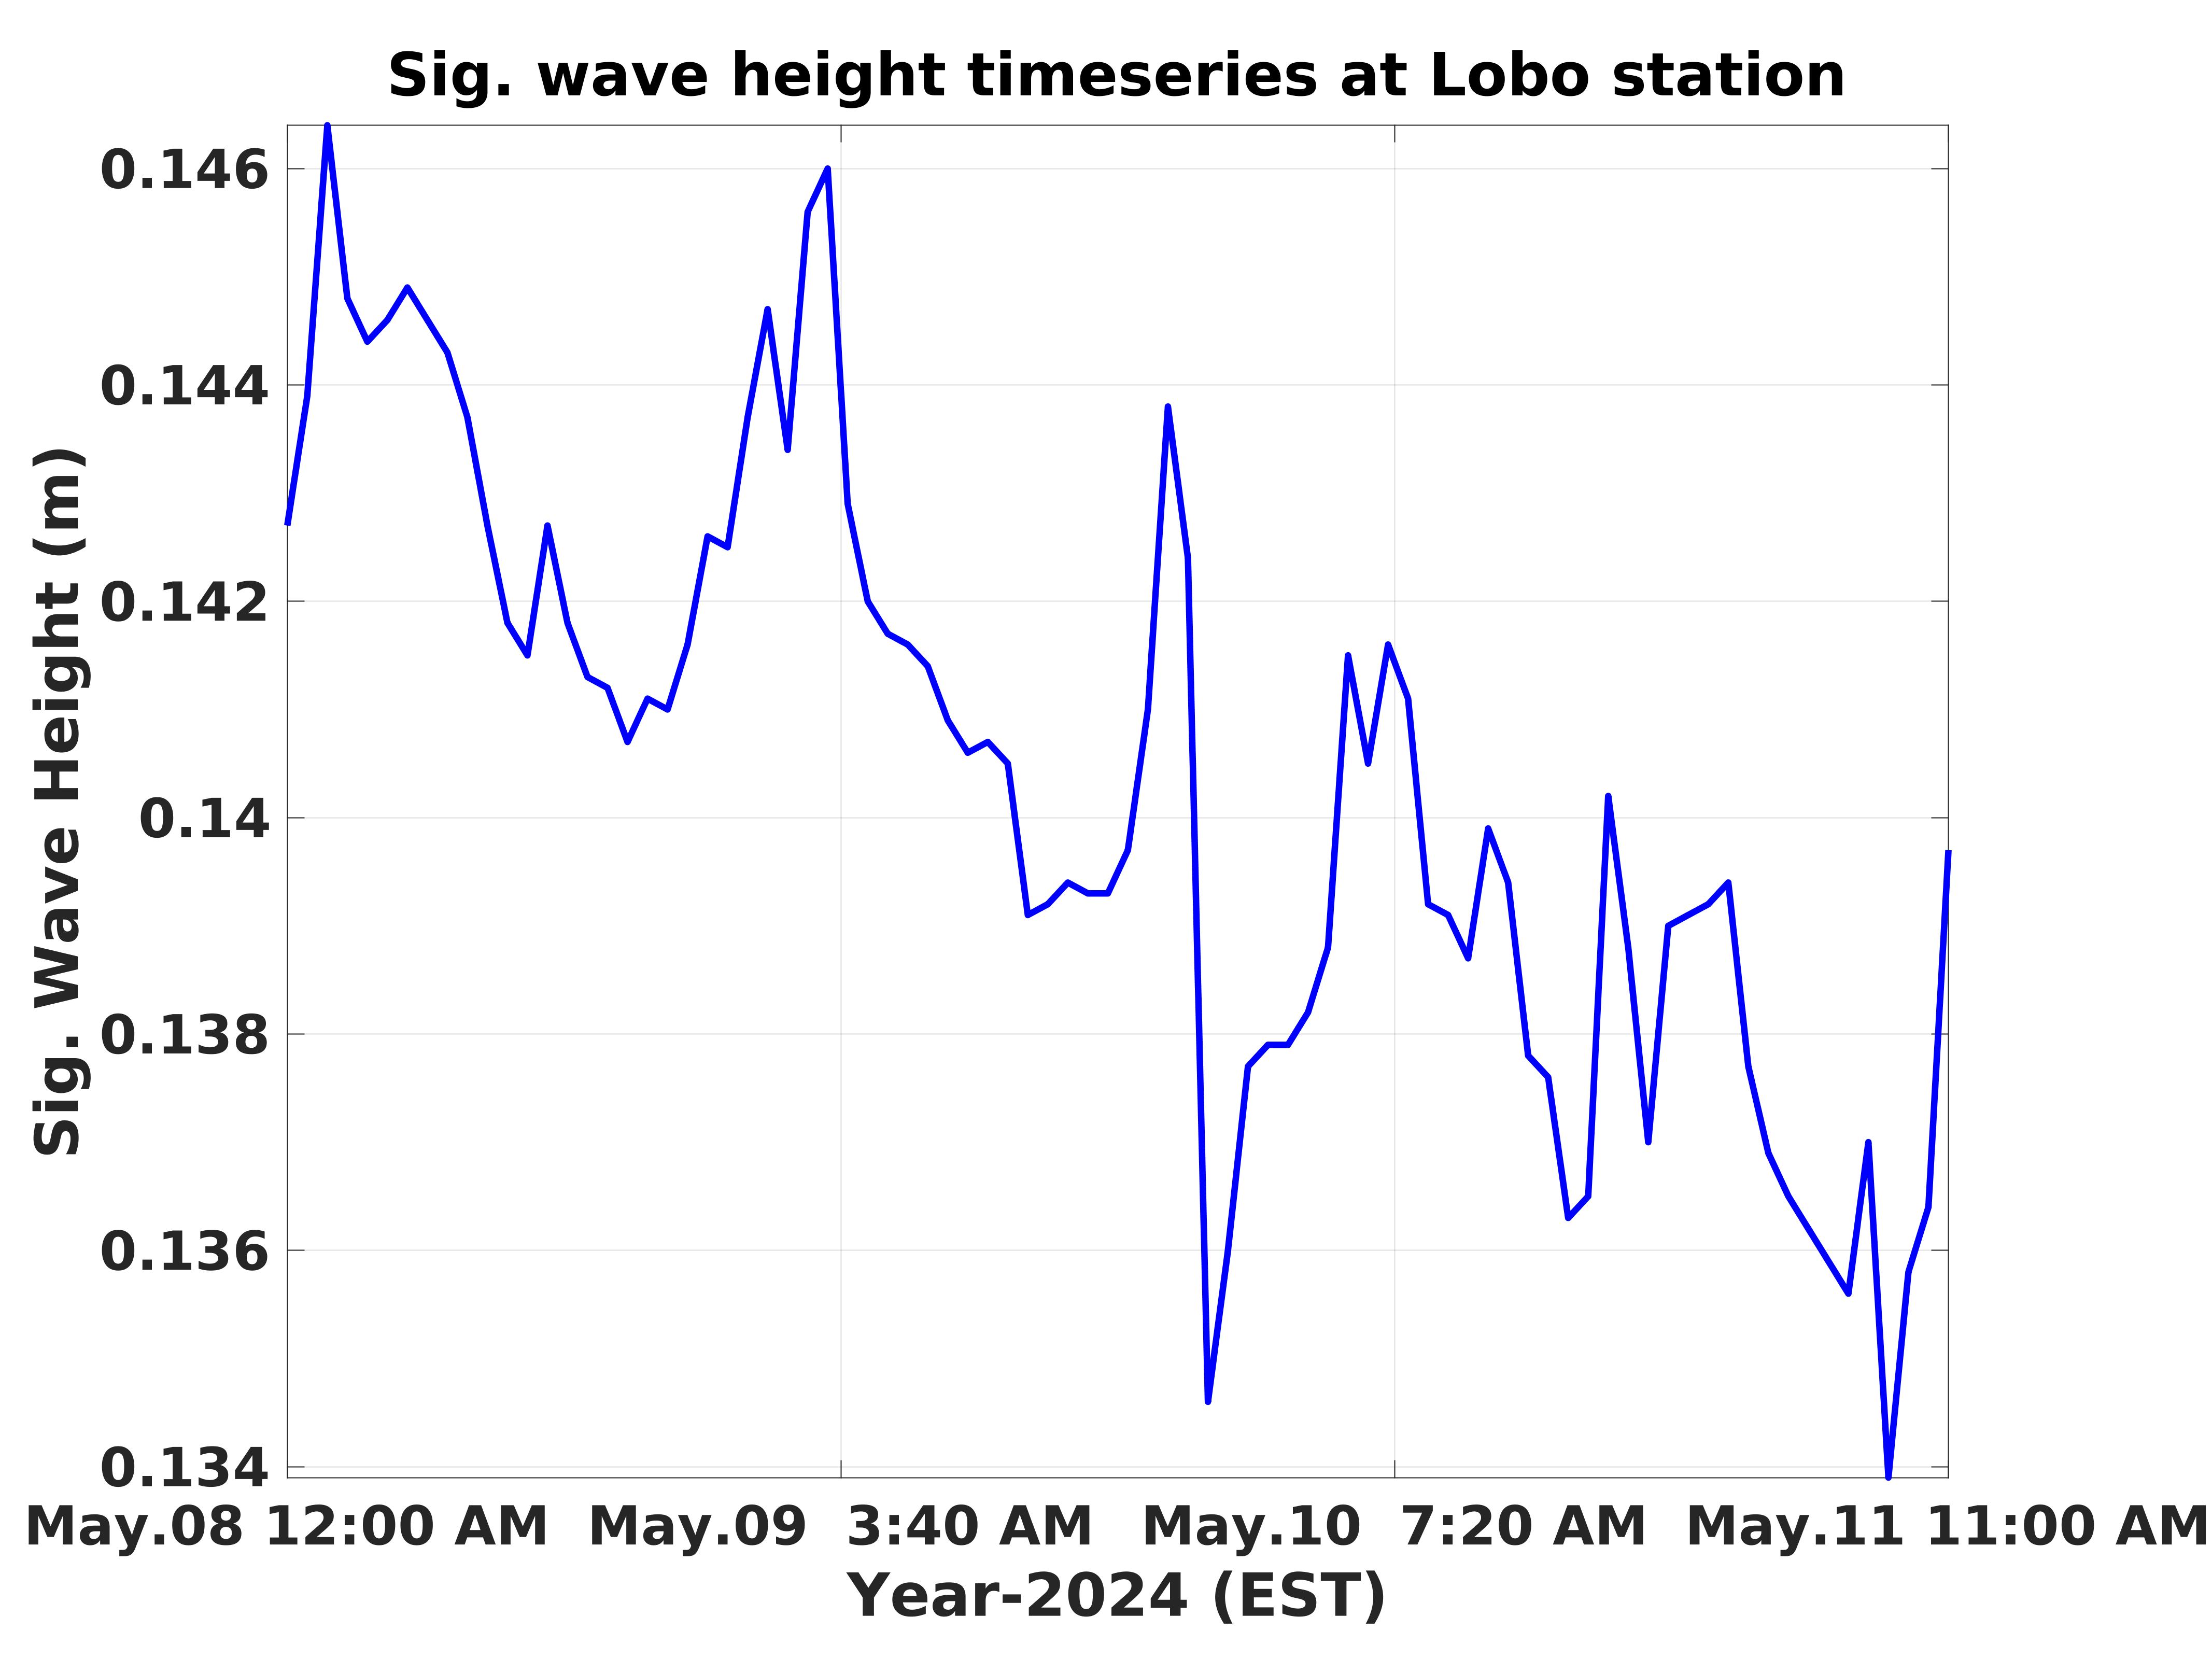 Sig. wave height timeseries at Lobo station
Sig. Wave Height (m)
0.146
0.144
0.142
0.14
0.138
0.136
0.134
May.08 12:00 AM May.09 3:40 AM May.10 7:20 AM May.11 11:00 AM
Year-2024 (EST)